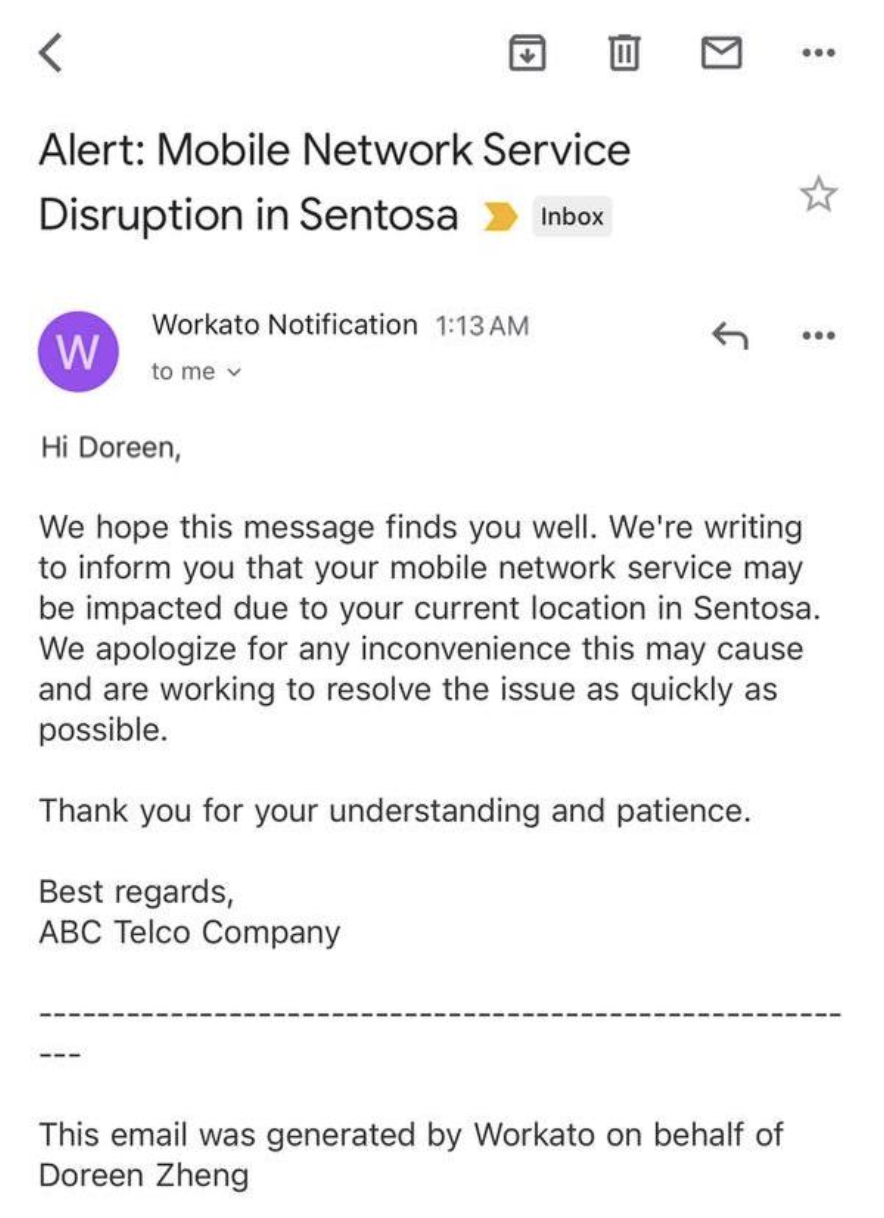 Alert: Mobile Network Service
Disruption in Sentosa Inbox
W
Workato Notification 1:13 AM
to me
Hi Doreen,
We hope this message finds you well. We're writing
to inform you that your mobile network service may
be impacted due to your current location in Sentosa.
We apologize for any inconvenience this may cause
and are working to resolve the issue as quickly as
possible.
Thank you for your understanding and patience.
Best regards,
ABC Telco Company
-------------------------------------------------------
---
This email was generated by Workato on behalf of
Doreen Zheng